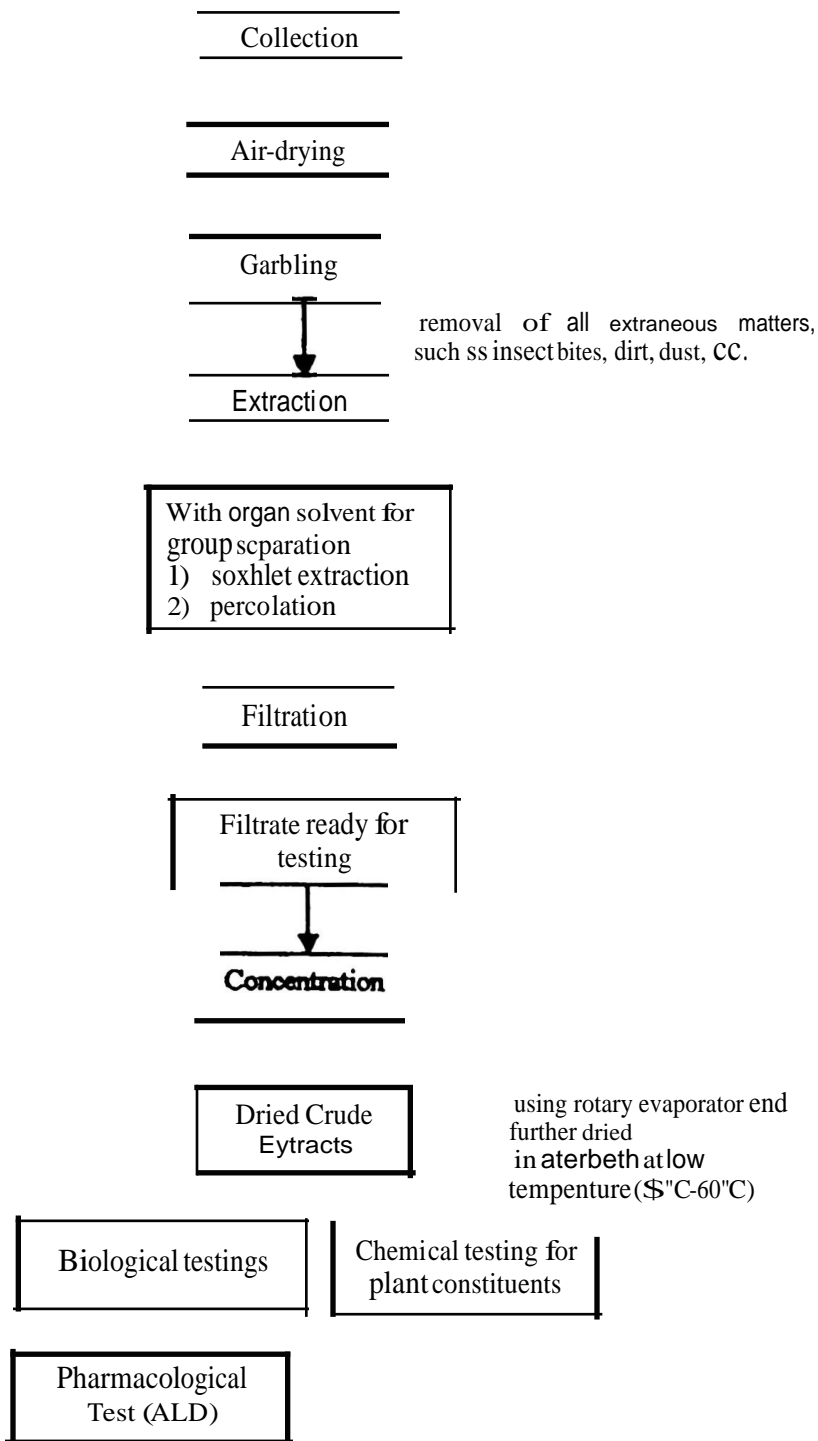 Collection
Air-drying
Garbling
removal of all extraneous matters,
such ss insect bites, dirt, dust, cc.
Extraction
With organ solvent for
group scparation
1) soxhlet extraction
2) percolation
Filtration
Filtrate ready for
testing
Concentration
Dried Crude
Eytracts
using rotary evaporator end
further dried
in aterbeth at low
tempenture ($"C-60"C)
Biological testings
Chemical testing for
plant constituents
Pharmacological
Test (ALD)